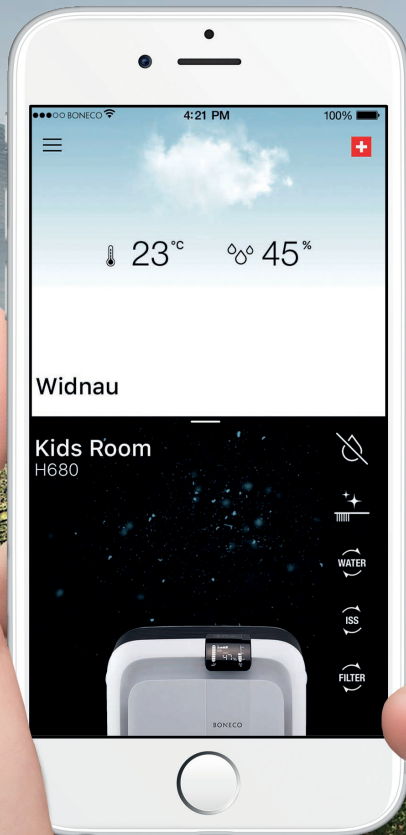 BONECO
4:21 PM
100%
23°C
45%
Widnau
Kids Room
H680
WATER
ISS
FILTER
BONECO